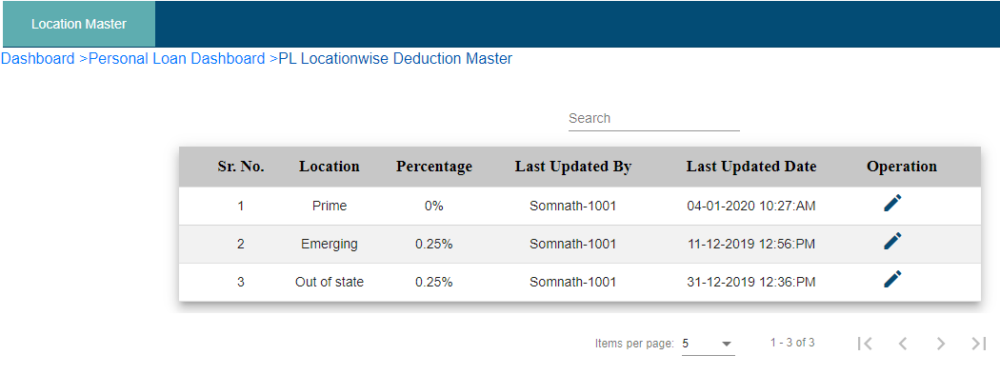 Location Master
Dashboard >Personal Loan Dashboard >PL Locationwise Deduction Master
Search
Sr. No. Location Percentage Last Updated By Last Updated Date Operation
1 Prime 0% Somnath-1001 04-01-2020 10:27:AM
2 Emerging 0.25% Somnath-1001 11-12-2019 12:56:PM
3 Out of state 0.25% Somnath-1001 31-12-2019 12:36:PM
Items per page: 5 1 - 3 of 3